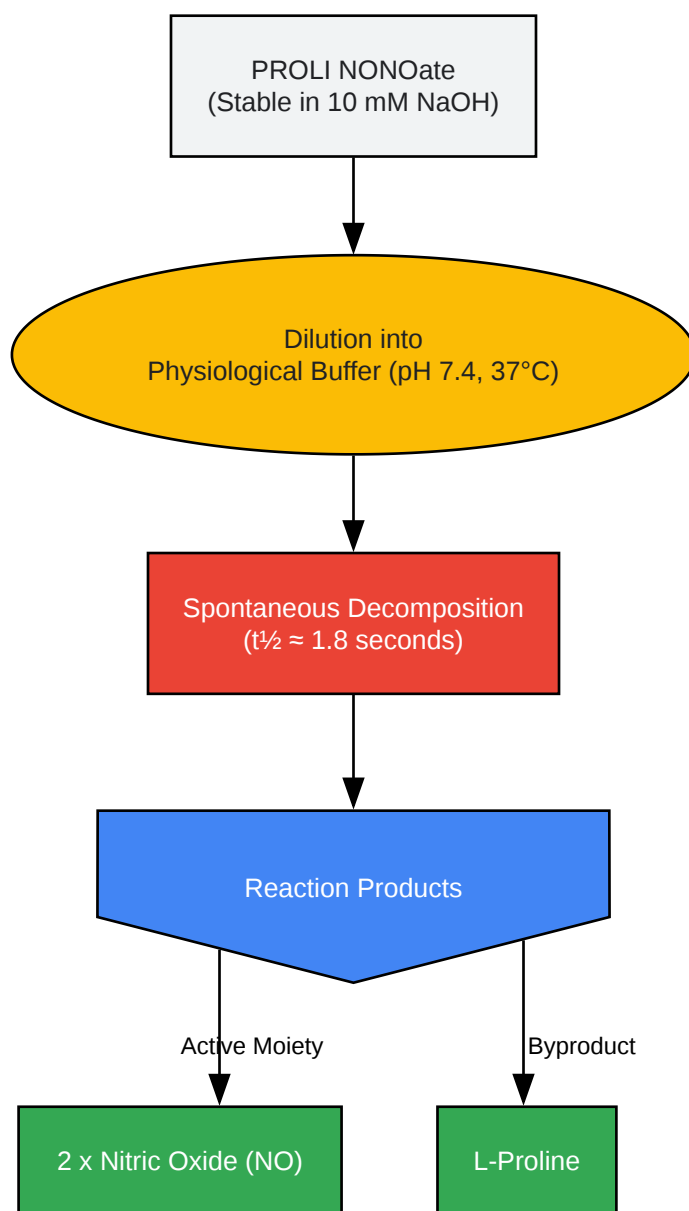 PROLI NONOate
(Stable in 10 mM NaOH)
Dilution into
Physiological Buffer (pH 7.4, 37°C)
Spontaneous Decomposition
(t½ ≈ 1.8 seconds)
Reaction Products
Active Moiety
Byproduct
2 x Nitric Oxide (NO)
L-Proline